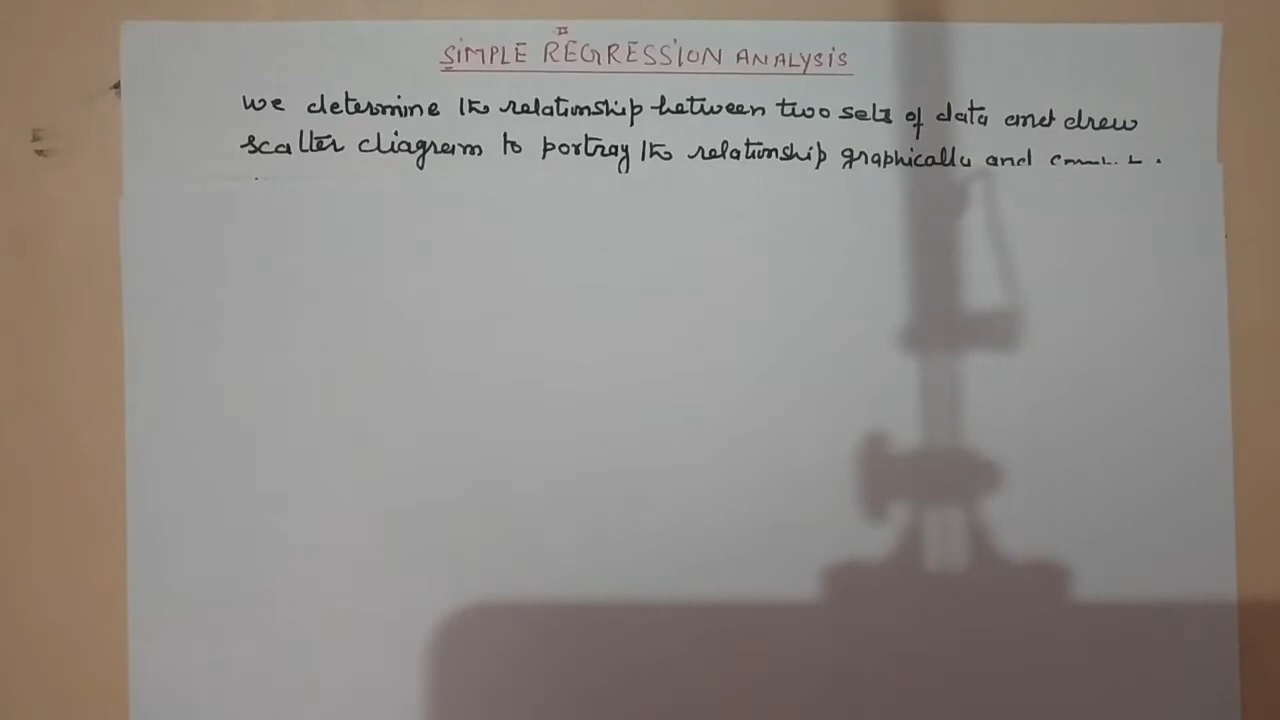 II
SIMPLE REGRESSION ANALYSIS
we determine the relationship between two sets of data and drew
scatter diagram to portray the relationship graphically and